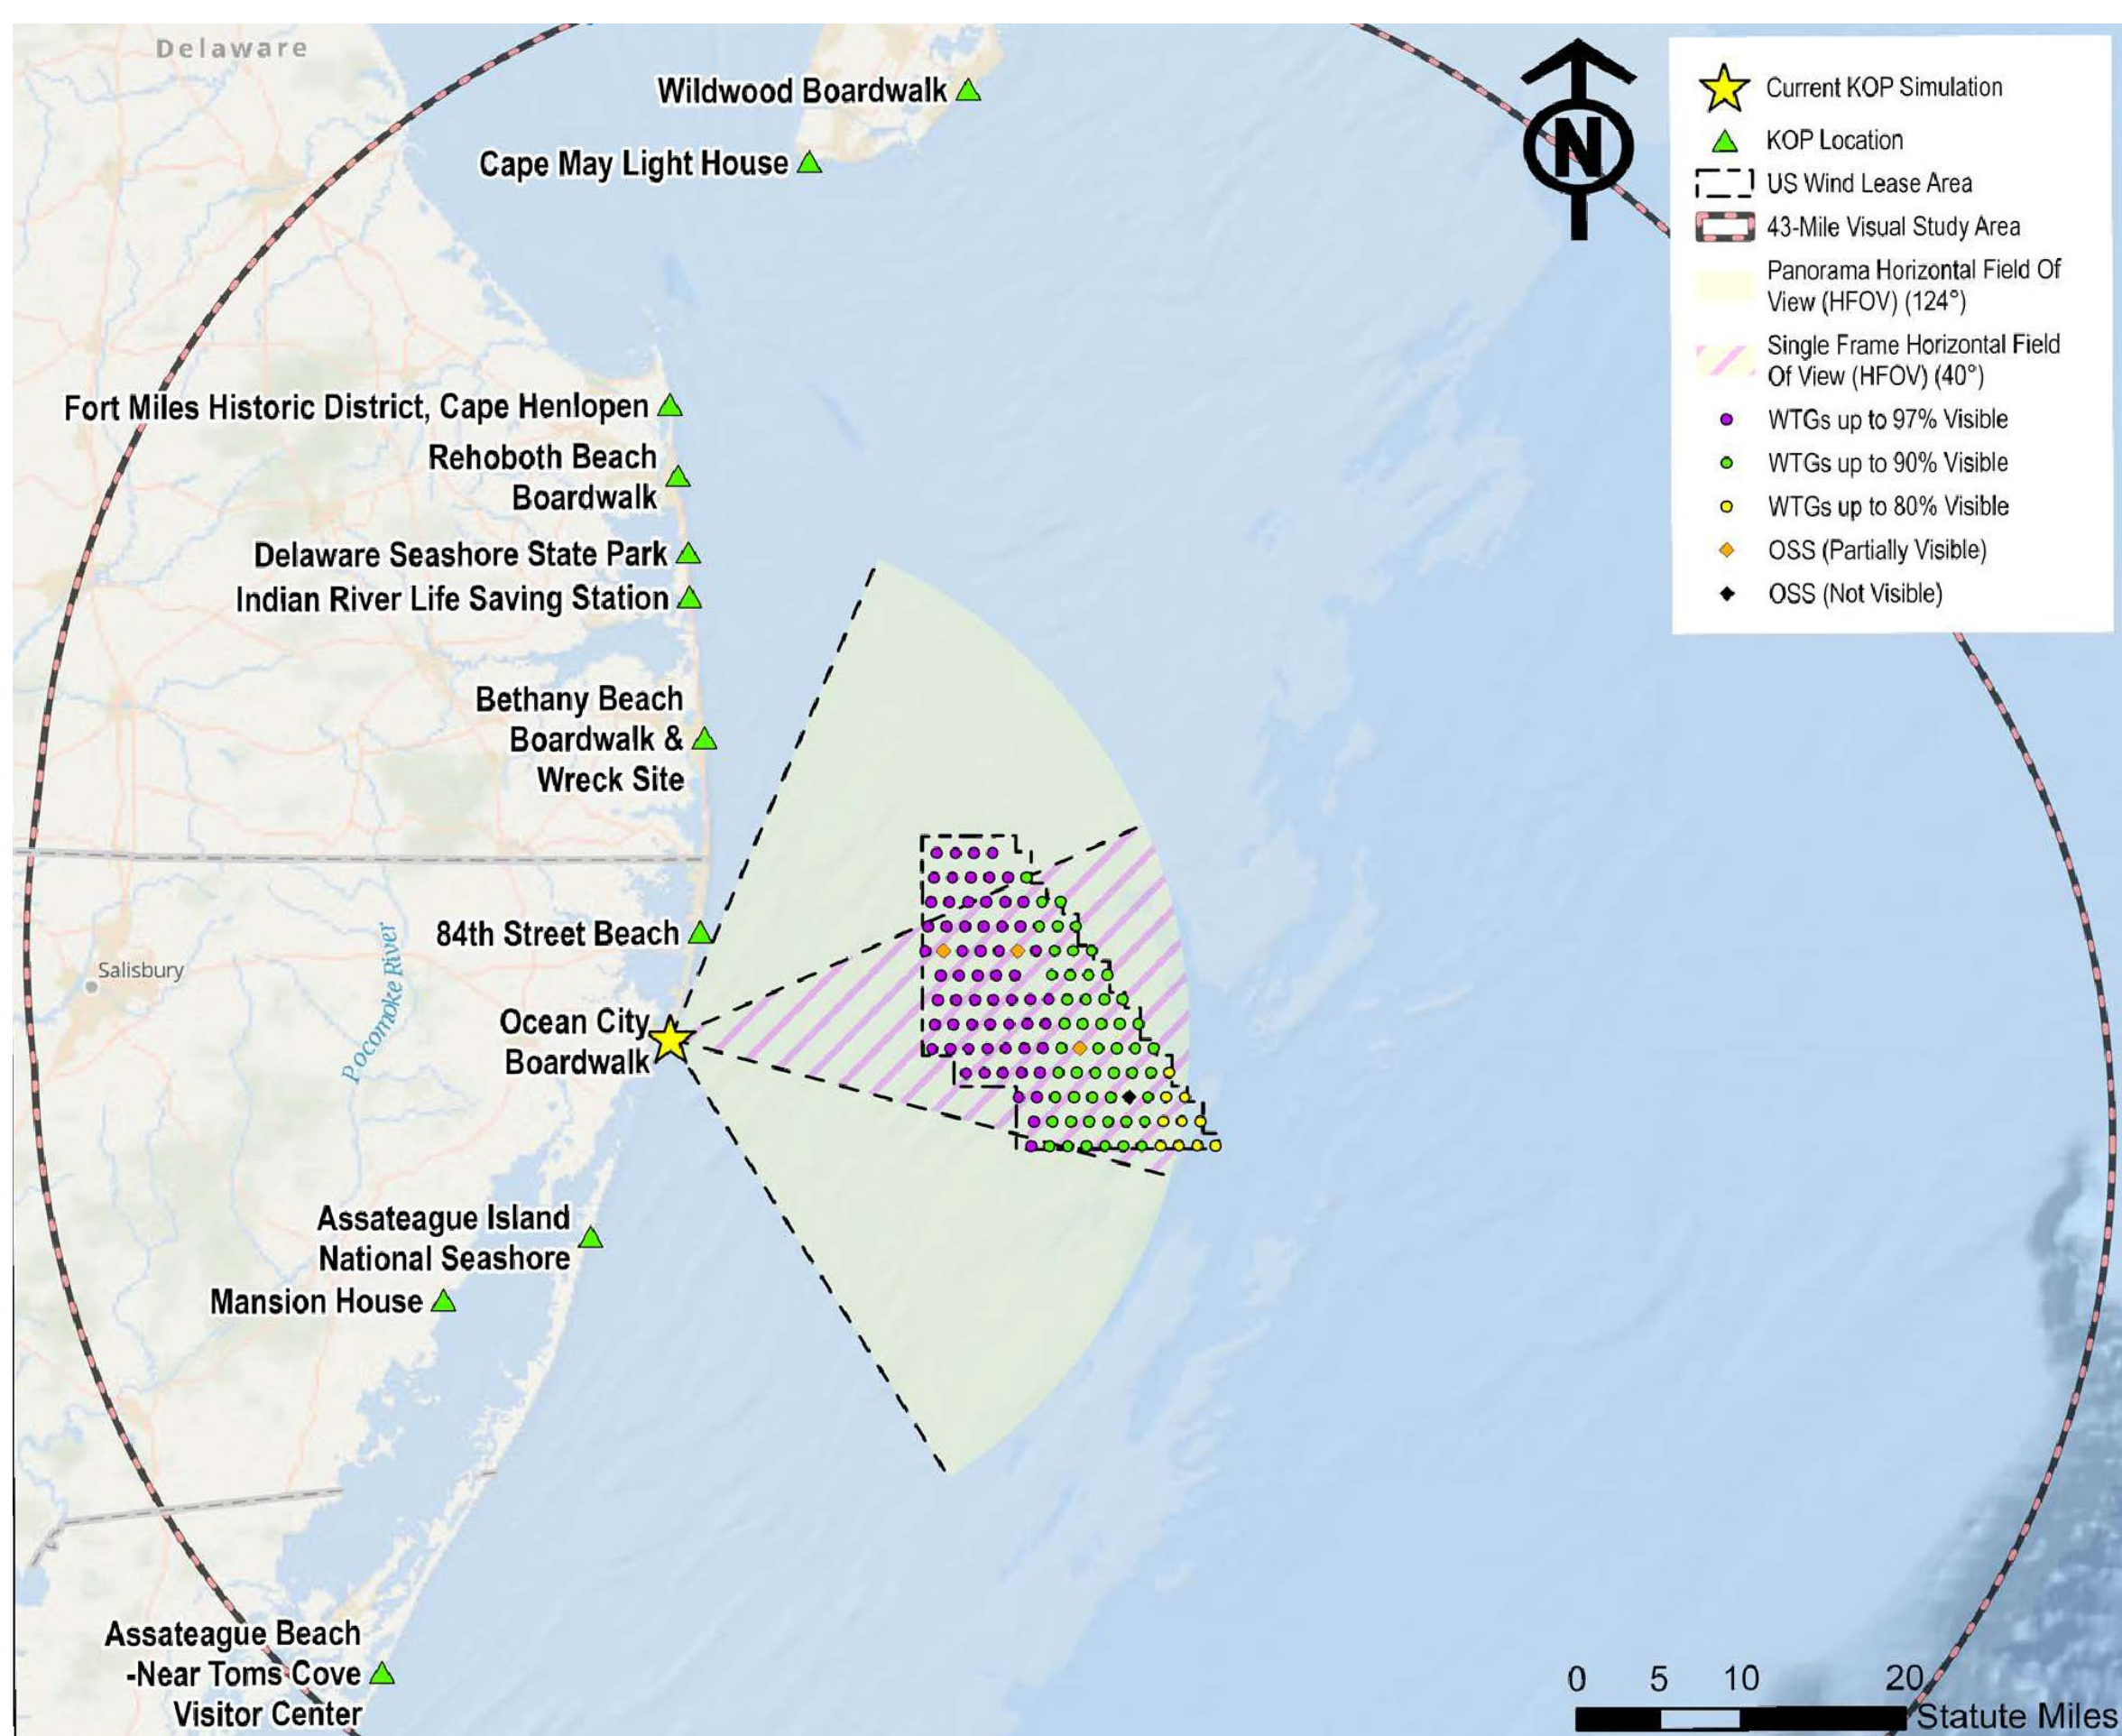 Delaware
Wildwood Boardwalk
Cape May Light House
Fort Miles Historic District, Cape Henlopen
Rehoboth Beach
Boardwalk
Delaware Seashore State Park
Indian River Life Saving Station
Bethany Beach
Boardwalk &
Wreck Site
84th Street Beach
Salisbury
Pocomoke River
Ocean City
Boardwalk
Assateague Island
National Seashore
Mansion House
Assateague Beach
-Near Toms Cove
Visitor Center
N
Current KOP Simulation
KOP Location
US Wind Lease Area
43-Mile Visual Study Area
Panorama Horizontal Field Of
View (HFOV) (124°)
Single Frame Horizontal Field
Of View (HFOV) (40°)
WTGs up to 97% Visible
WTGs up to 90% Visible
WTGs up to 80% Visible
OSS (Partially Visible)
OSS (Not Visible)
0 5 10 20
Statute Miles